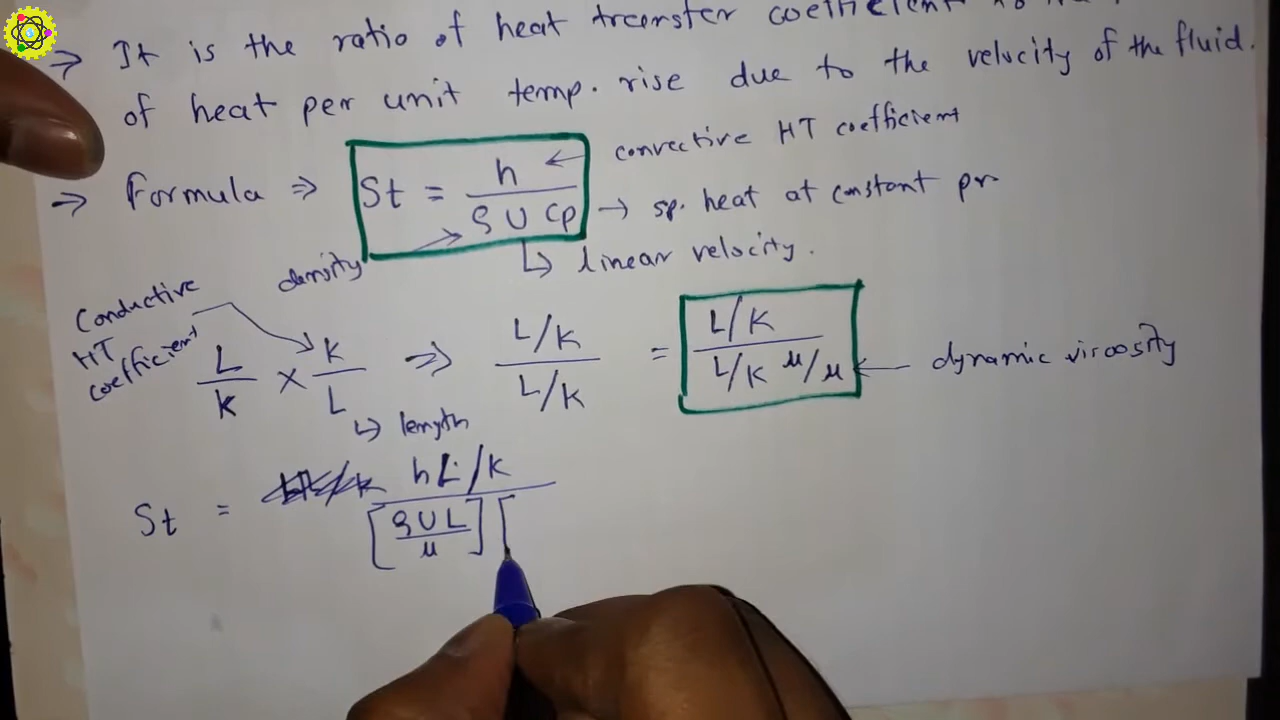 → It is the ratio of heat transfer coefficient to
of heat per unit temp. rise due to the velocity of the fluid.
→ Formula ⇒ St = h / ρ U Cp
← convective HT coefficient
→ sp. heat at constant pr
density
↳ linear velocity.
Conductive HT coefficient
L/K × K/L ⇒ L/K / L/K = L/K / L/K μ/μ ← dynamic viscosity
↳ length
St = hL/K / [ρUL/μ] [